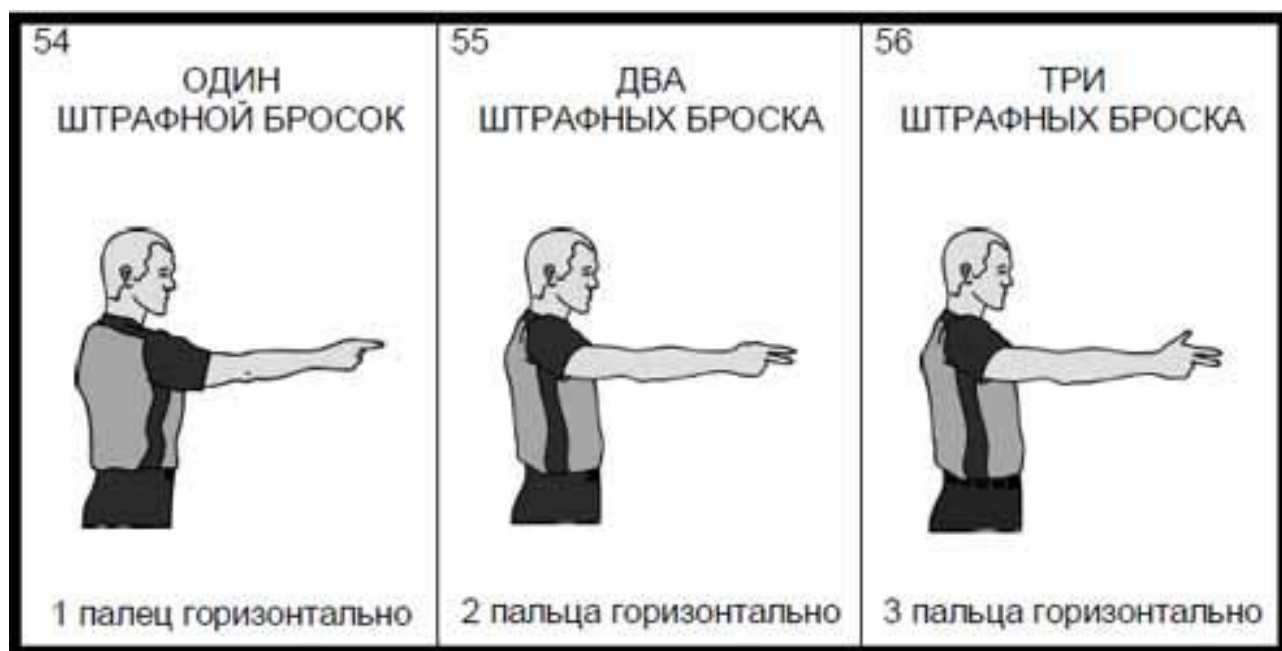 54
ОДИН
ШТРАФНОЙ БРОСОК
1 палец горизонтально
55
ДВА
ШТРАФНЫХ БРОСКА
2 пальца горизонтально
56
ТРИ
ШТРАФНЫХ БРОСКА
3 пальца горизонтально